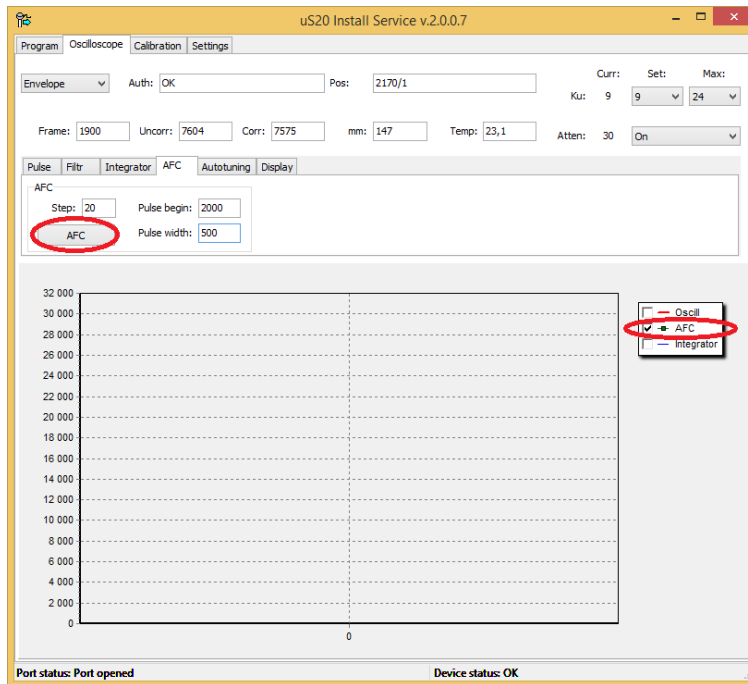 uS20 Install Service v.2.0.0.7
Program Oscilloscope Calibration Settings
Curr: Set: Max:
Envelope Auth: OK Pos: 2170/1
Ku: 9 9 24
Frame: 1900 Uncorr: 7604 Corr: 7575 mm: 147 Temp: 23,1 Atten: 30 On
Pulse Filtr Integrator AFC Autotuning Display
AFC
Step: 20 Pulse begin: 2000
AFC Pulse width: 500
32 000
30 000
28 000
26 000
24 000
22 000
20 000
18 000
16 000
14 000
12 000
10 000
8 000
6 000
4 000
2 000
0
0
Oscill
AFC
Integrator
Port status: Port opened Device status: OK